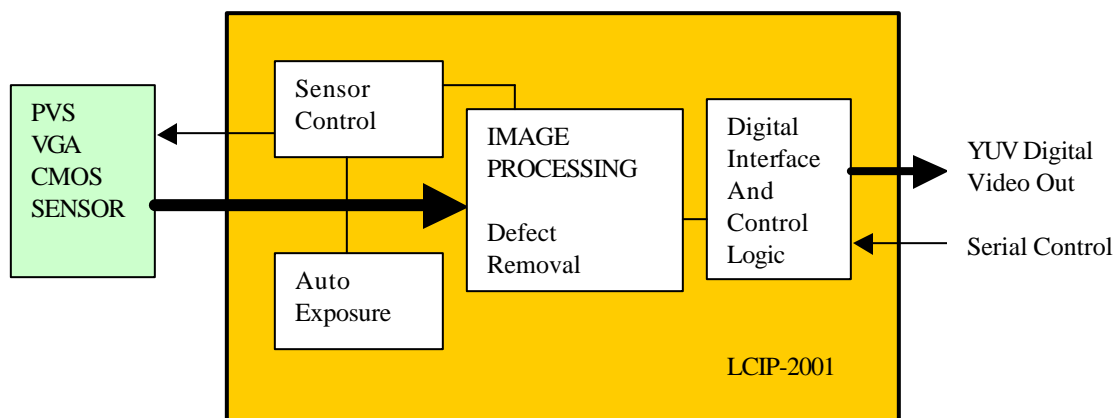 PVS
VGA
CMOS
SENSOR
Sensor
Control
Auto
Exposure
IMAGE
PROCESSING
Defect
Removal
Digital
Interface
And
Control
Logic
YUV Digital
Video Out
Serial Control
LCIP-2001